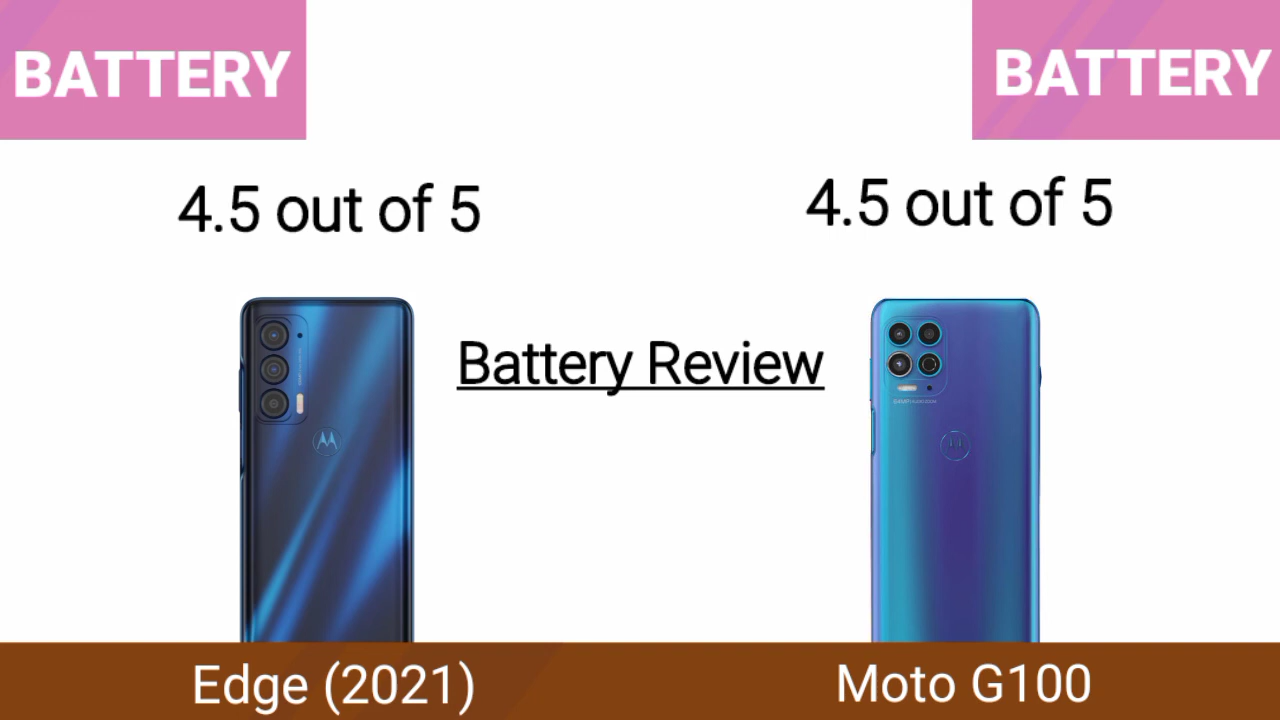 BATTERY
BATTERY
4.5 out of 5
4.5 out of 5
Battery Review
Edge (2021)
Moto G100